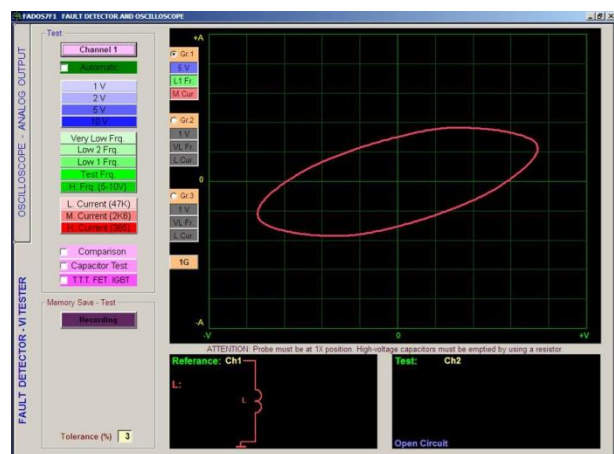 FADOS7F1 FAULT DETECTOR AND OSCILLOSCOPE
OSCILLOSCOPE - ANALOG OUTPUT
FAULT DETECTOR - VI TESTER
Test
Channel 1
Automatic
1 V
2 V
5 V
10 V
Very Low Frq.
Low 2 Frq.
Low 1 Frq.
Test Frq.
H. Frq. (5-10V)
L. Current (47K)
M. Current (2K6)
H. Current (385)
Comparison
Capacitor Test
T.T.T. FET. IGBT
Memory Save - Test
Recording
Tolerance (%) 3
Gr.1
5 V
L1 Fr.
M Cur
Gr.2
1 V
VL Fr.
L Cur
Gr.3
1 V
VL Fr.
L Cur
1G
+A
0
-A
-V 0 +V
ATTENTION: Probe must be at 1X position. High-voltage capacitors must be emptied by using a resistor.
Referance: Ch1
L:
L
Test: Ch2
Open Circuit